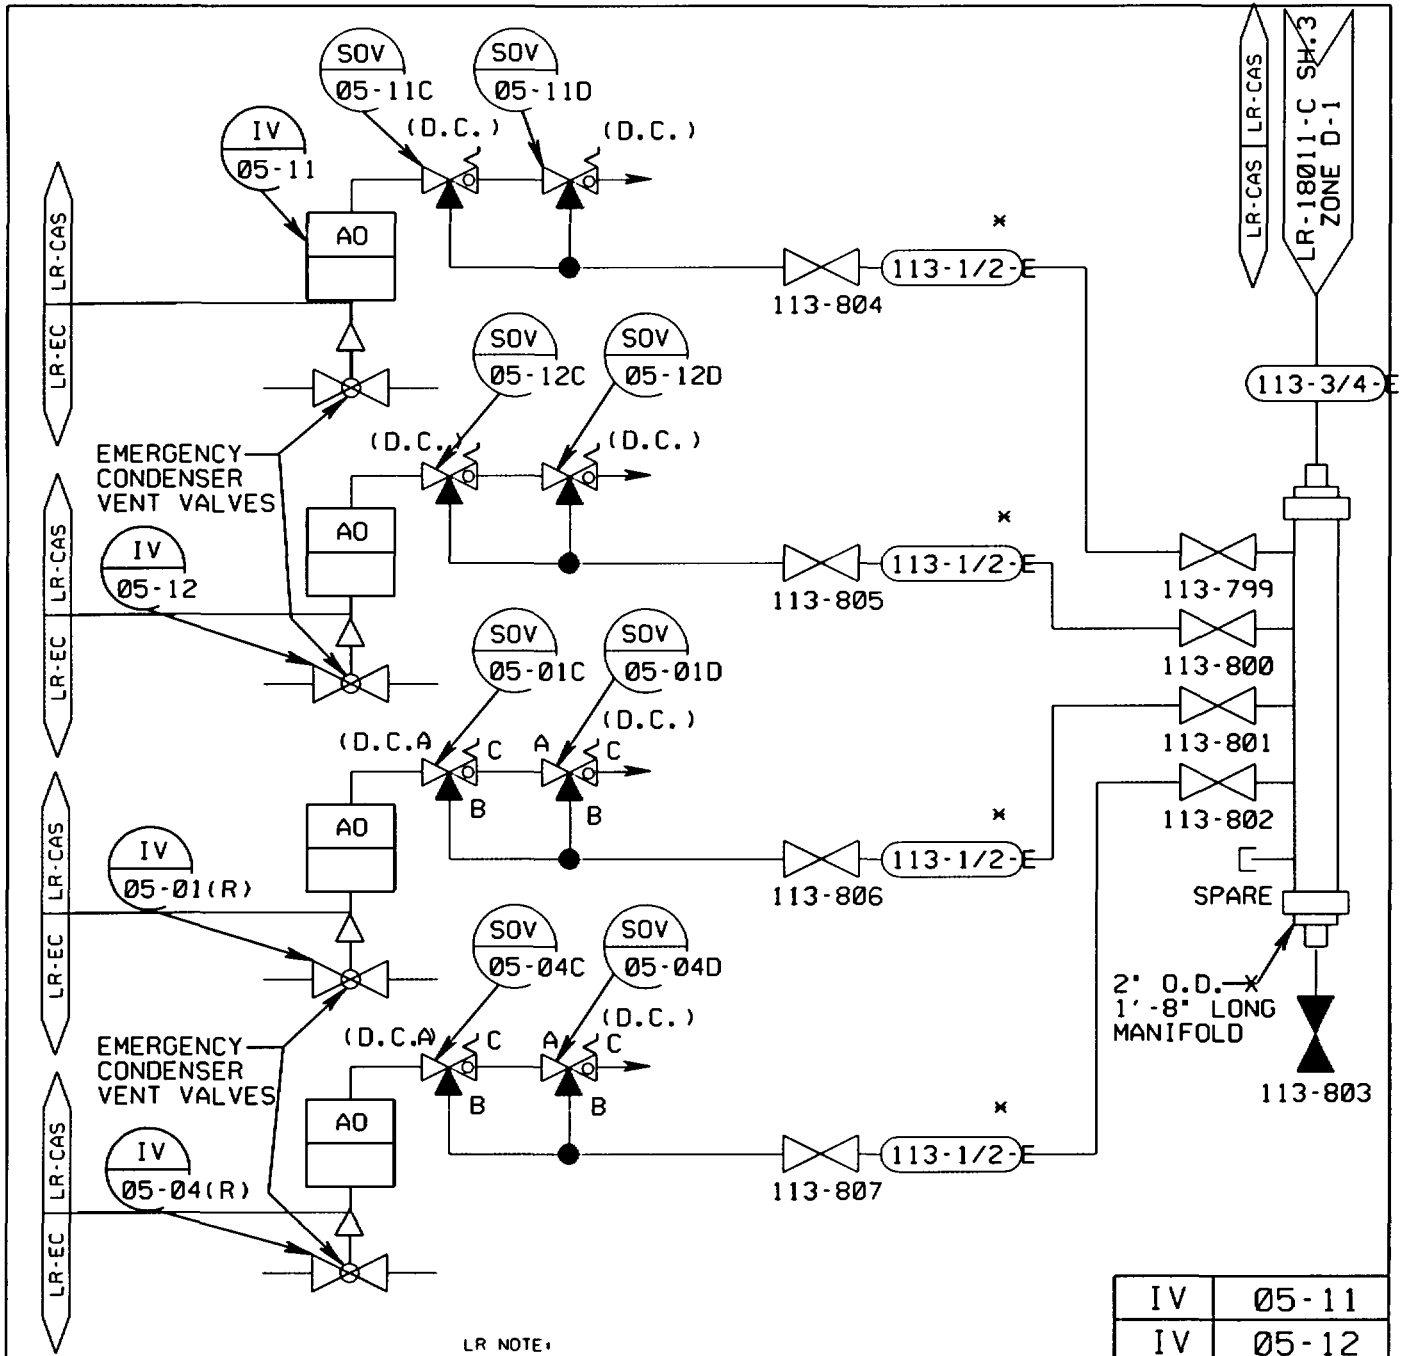 SOV
05-11C
SOV
05-11D
(D.C.)
(D.C.)
IV
05-11
AO
LR-CAS
LR-EC
LR-CAS
LR-CAS
LR-18011-C SH.3
ZONE D-1
*
113-1/2-E
113-804
113-3/4-E
SOV
05-12C
SOV
05-12D
(D.C.)
(D.C.)
EMERGENCY
CONDENSER
VENT VALVES
AO
LR-CAS
LR-EC
IV
05-12
*
113-1/2-E
113-805
113-799
113-800
113-801
113-802
SPARE
2" O.D.
1'-8" LONG
MANIFOLD
113-803
SOV
05-01C
SOV
05-01D
(D.C.A
C
A
(D.C.)
C
B
B
AO
LR-CAS
LR-EC
IV
05-01(R)
*
113-1/2-E
113-806
SOV
05-04C
SOV
05-04D
(D.C.A)
C
A
(D.C.)
C
B
B
EMERGENCY
CONDENSER
VENT VALVES
AO
LR-CAS
LR-EC
IV
05-04(R)
*
113-1/2-E
113-807
IV 05-11
IV 05-12
LR NOTE: